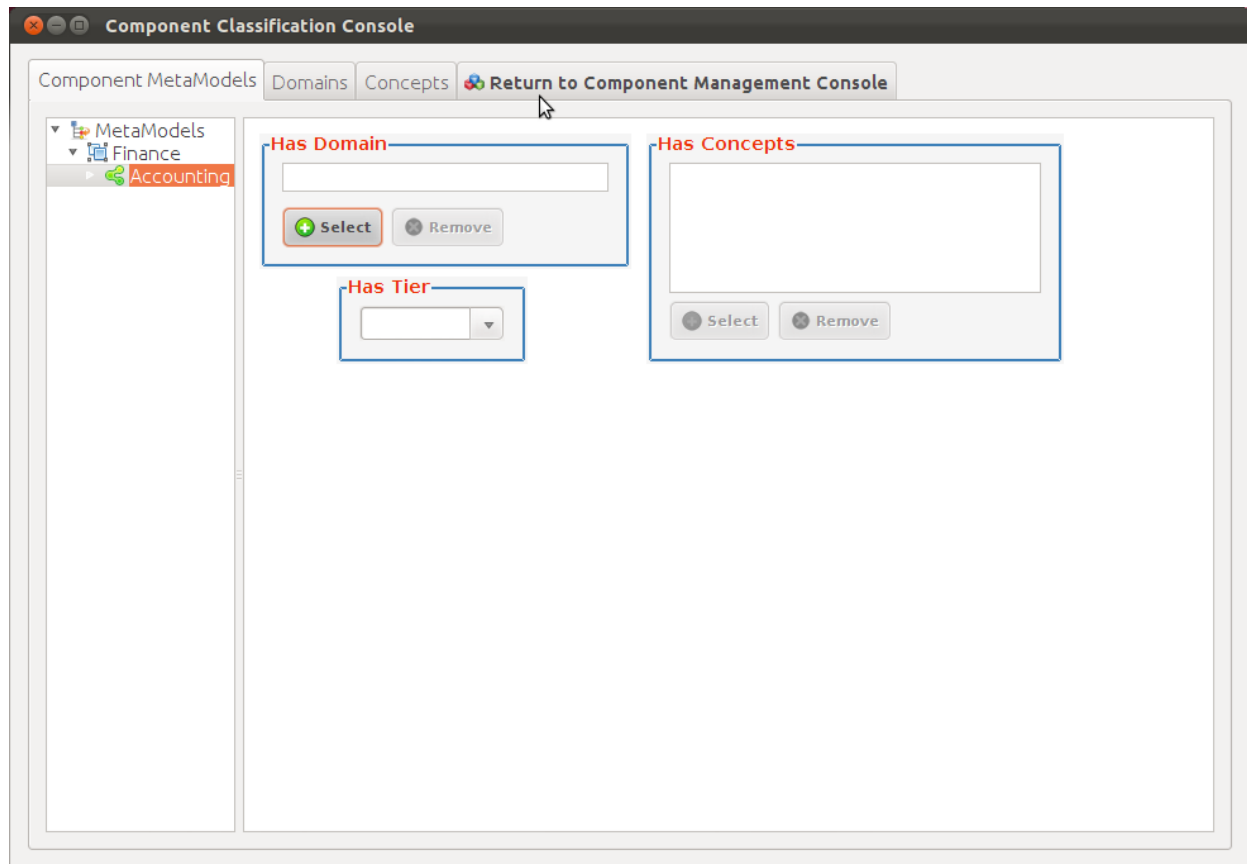 Component Classification Console
Component MetaModels Domains Concepts Return to Component Management Console
MetaModels
Finance
Accounting
Has Domain
Select Remove
Has Tier
Has Concepts
Select Remove